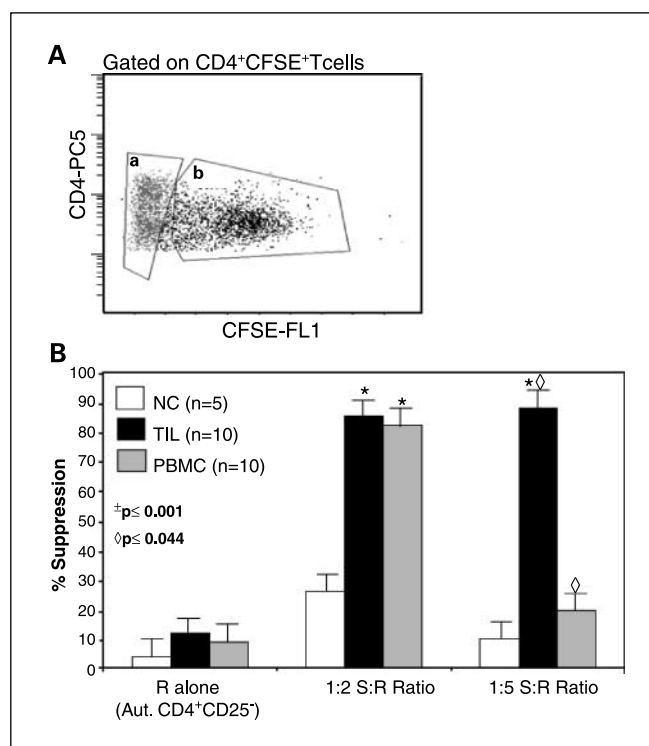 A
Gated on CD4⁺CFSE⁺Tcells
CD4-PC5
a
b
CFSE-FL1
B
% Suppression
100
90
80
70
60
50
40
30
20
10
0
NC (n=5)
TIL (n=10)
PBMC (n=10)
±p≤ 0.001
◊p≤ 0.044
*
*
*◊
◊
R alone
(Aut. CD4⁺CD25⁻)
1:2 S:R Ratio
1:5 S:R Ratio